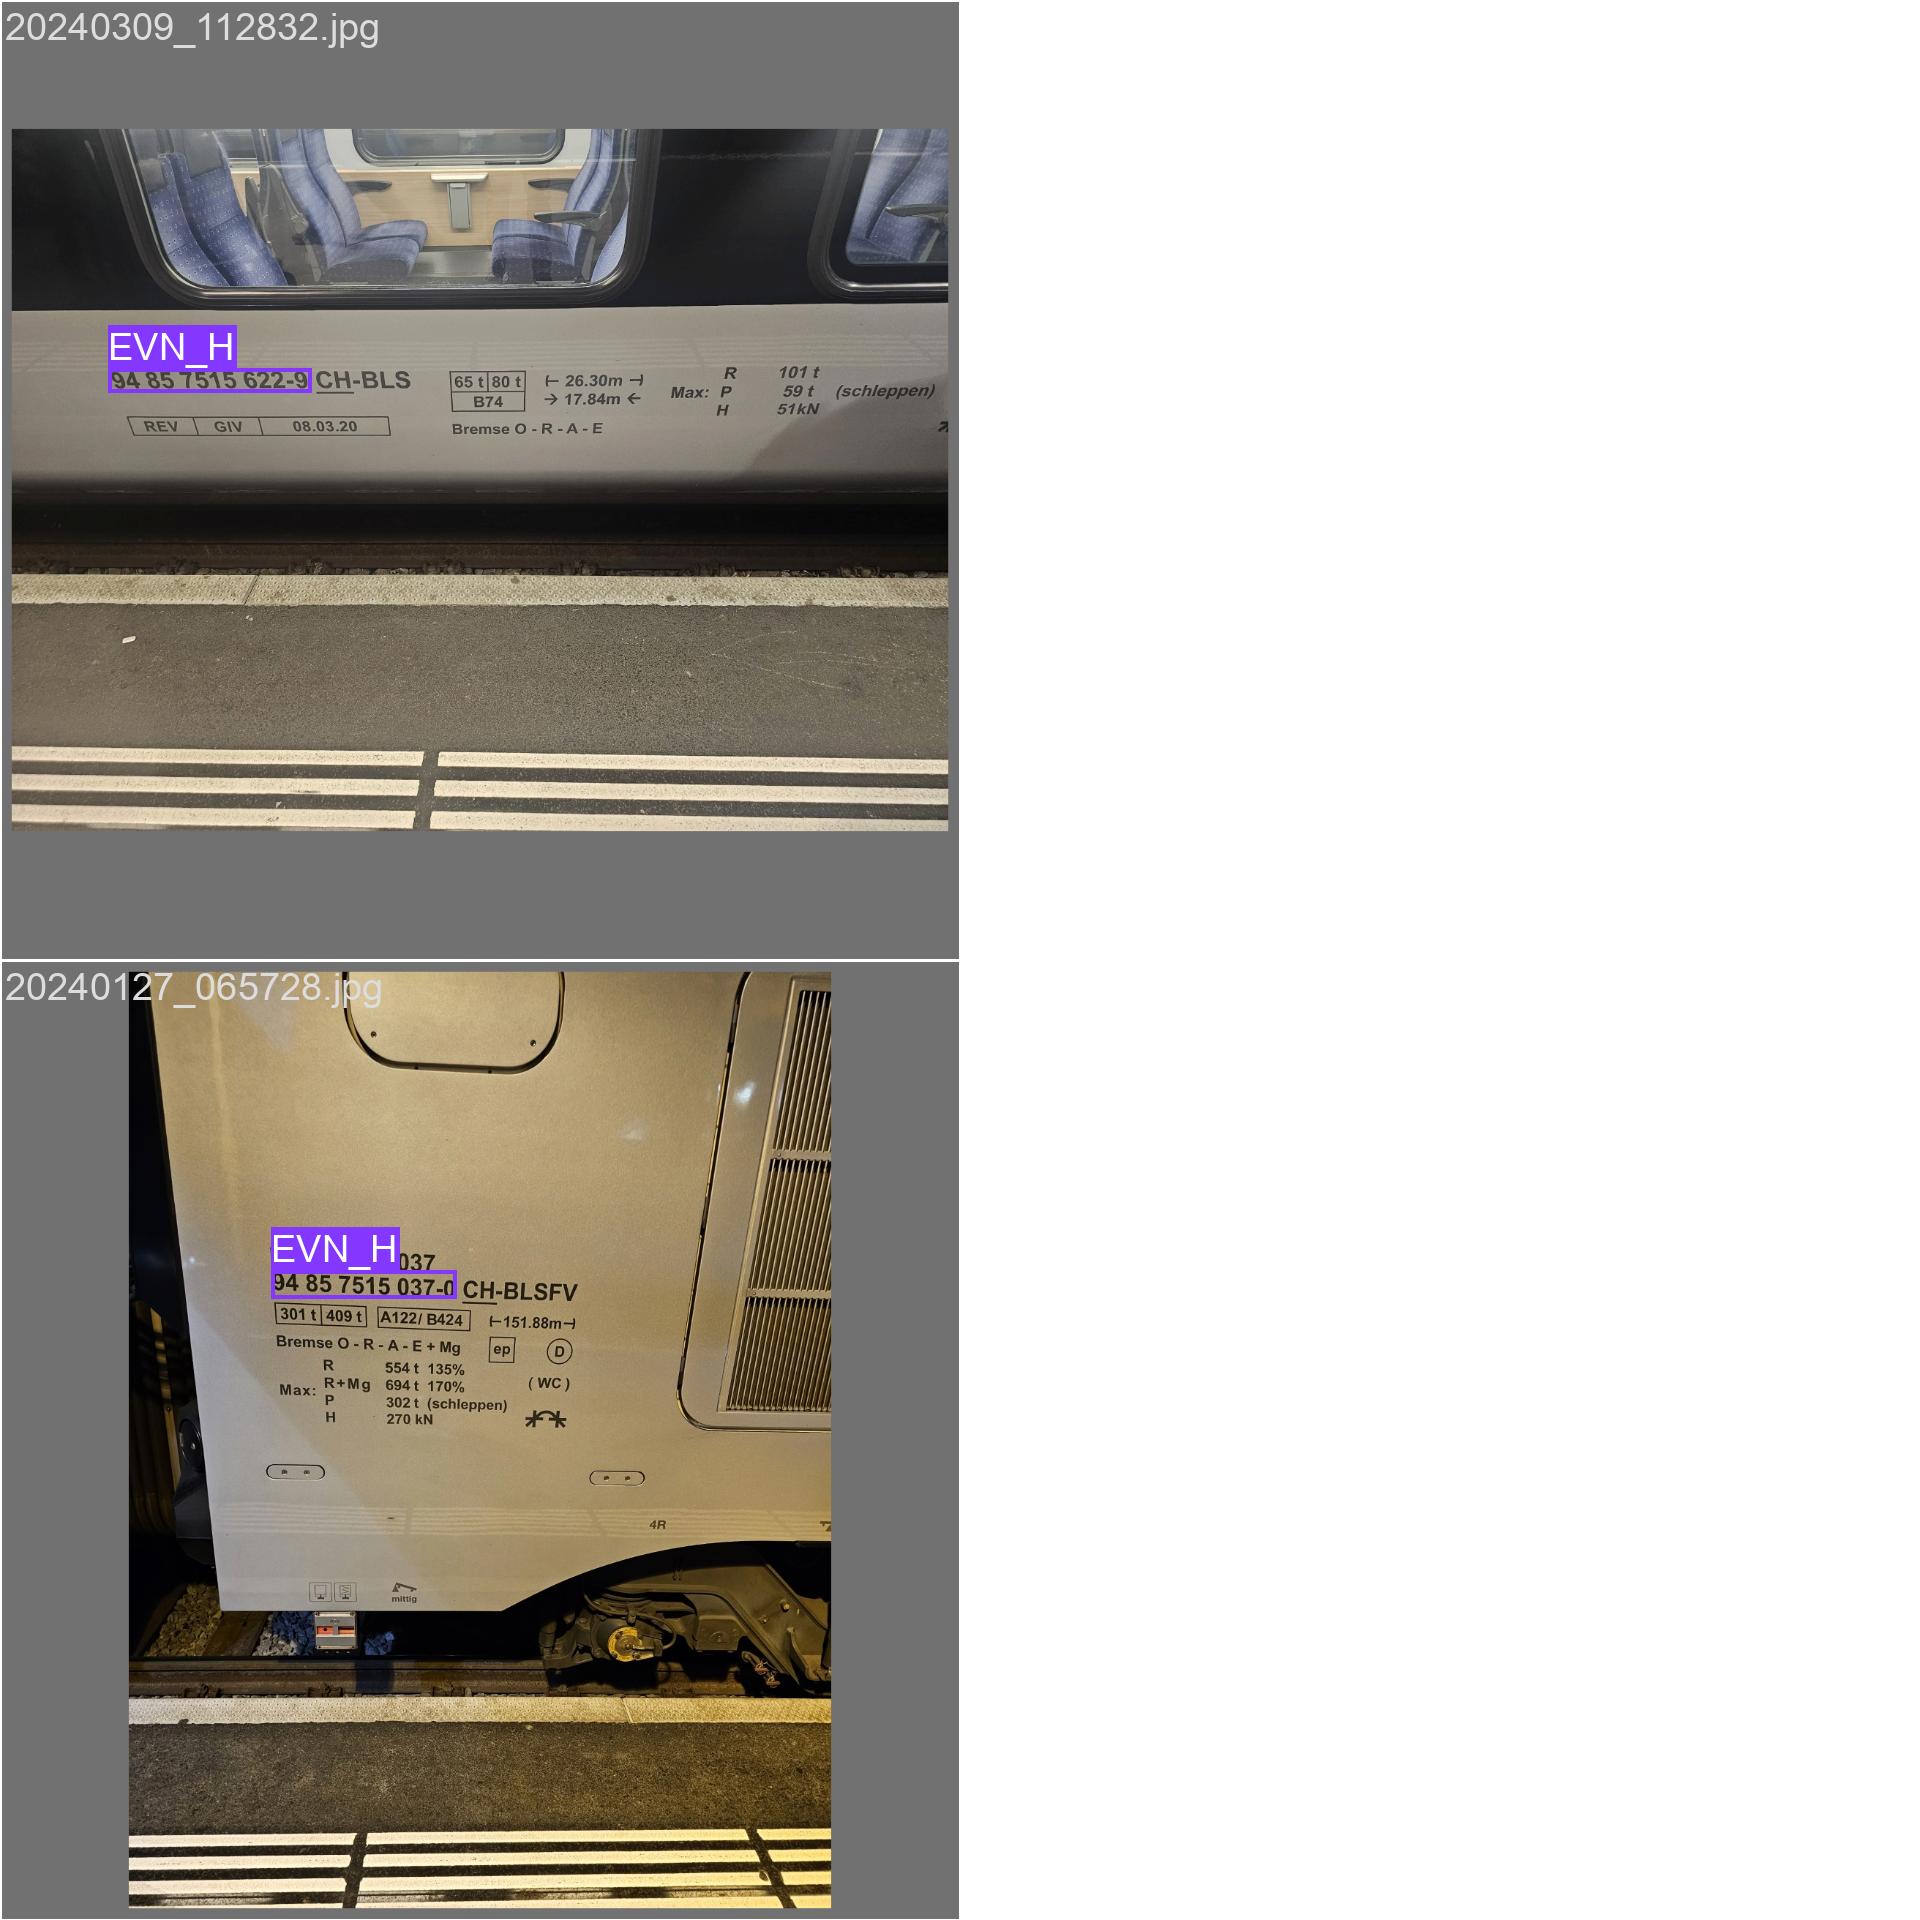 20240309_112832.jpg
EVN_H
94 85 7515 622-9 CH-BLS
65 t 80 t
B74
26.30m
17.84m
Max:
R 101 t
P 59 t (schleppen)
H 51kN
REV GIV 08.03.20
Bremse O - R - A - E
20240127_065728.jpg
EVN_H
037
94 85 7515 037-0 CH-BLSFV
301 t 409 t A122/ B424 151.88m
Bremse O - R - A - E + Mg ep D
Max:
R 554 t 135%
R+Mg 694 t 170% ( WC )
P 302 t (schleppen)
H 270 kN
4R
mittig